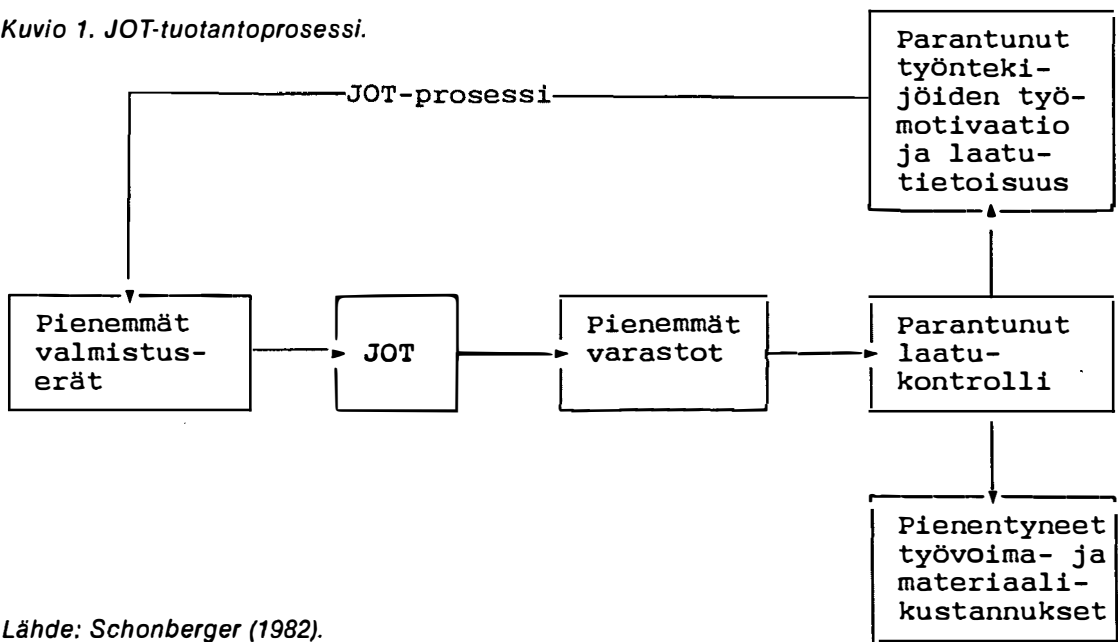 Kuvio 1. JOT-tuotantoprosessi.
Parantunut
työnteki-
jöiden työ-
motivaatio
ja laatu-
tietoisuus
JOT-prosessi
Pienemmät
valmistus-
erät
JOT
Pienemmät
varastot
Parantunut
laatu-
kontrolli
Pienentyneet
työvoima- ja
materiaali-
kustannukset
Lähde: Schonberger (1982).